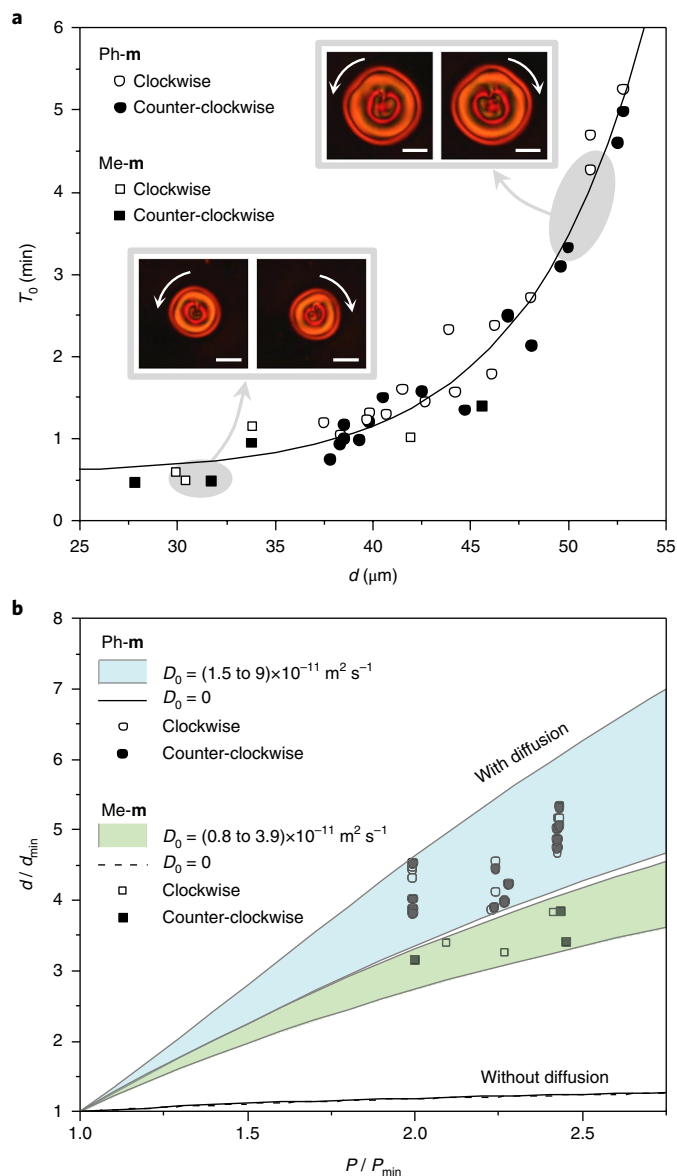 a
6
5
4
3
2
1
0
T0 (min)
Ph-m
Clockwise
Counter-clockwise
Me-m
Clockwise
Counter-clockwise
25 30 35 40 45 50 55
d (μm)
b
8
7
6
5
4
3
2
1
d / dmin
Ph-m
D0 = (1.5 to 9)×10⁻¹¹ m² s⁻¹
D0 = 0
Clockwise
Counter-clockwise
Me-m
D0 = (0.8 to 3.9)×10⁻¹¹ m² s⁻¹
D0 = 0
Clockwise
Counter-clockwise
With diffusion
Without diffusion
1.0 1.5 2.0 2.5
P / Pmin